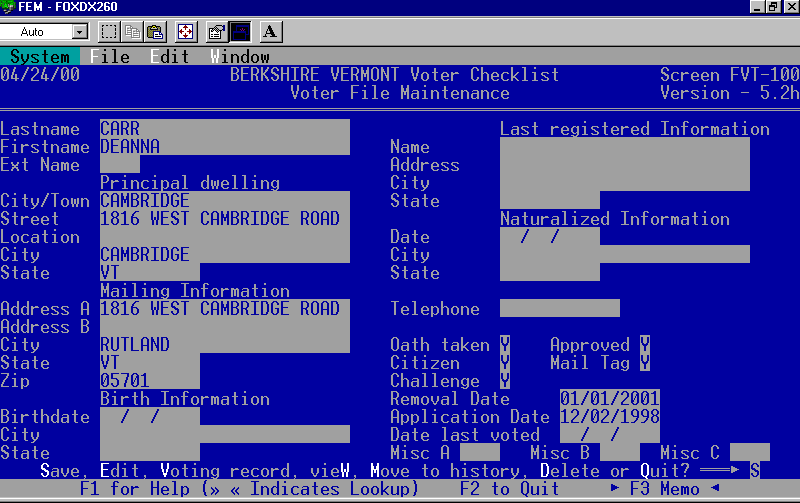 FEM - FOXDX260
Auto A
System File Edit Window
04/24/00 BERKSHIRE VERMONT Voter Checklist Screen FVT-100
Voter File Maintenance Version - 5.2h
Lastname CARR Last registered Information
Firstname DEANNA Name
Ext Name Address
Principal dwelling City
City/Town CAMBRIDGE State
Street 1816 WEST CAMBRIDGE ROAD Naturalized Information
Location Date / /
City CAMBRIDGE City
State VT State
Mailing Information
Address A 1816 WEST CAMBRIDGE ROAD Telephone
Address B
City RUTLAND Oath taken Y Approved Y
State VT Citizen Y Mail Tag Y
Zip 05701 Challenge Y
Birth Information Removal Date 01/01/2001
Birthdate / / Application Date 12/02/1998
City Date last voted / /
State Misc A Misc B Misc C
Save, Edit, Voting record, vieW, Move to history, Delete or Quit? ══► S
F1 for Help (» « Indicates Lookup) F2 to Quit ► F3 Memo ◄